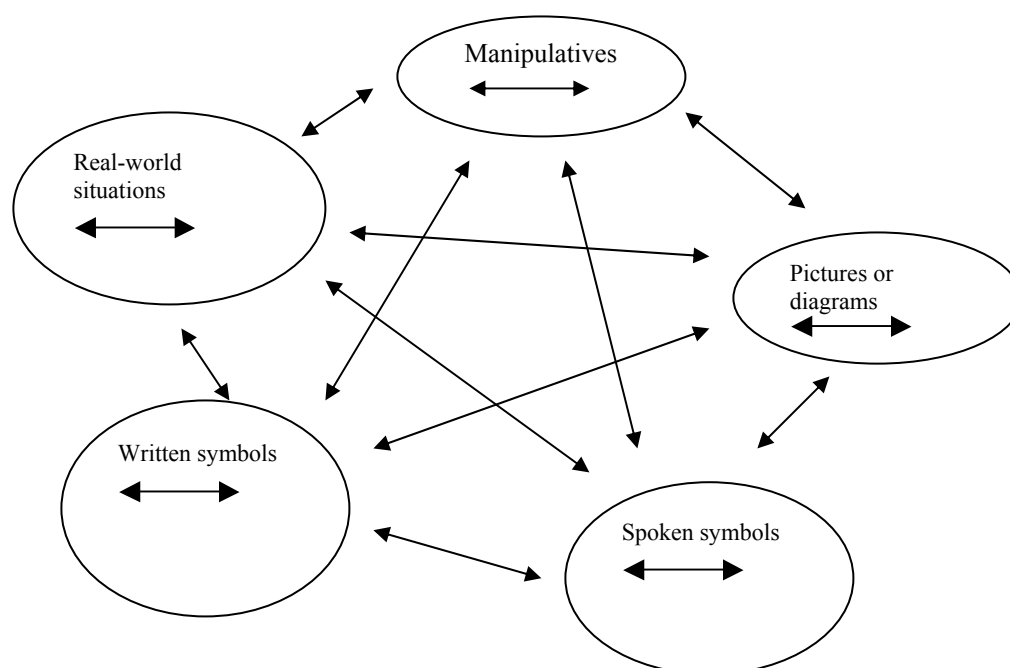 Manipulatives
Real-world
situations
Pictures or
diagrams
Written symbols
Spoken symbols